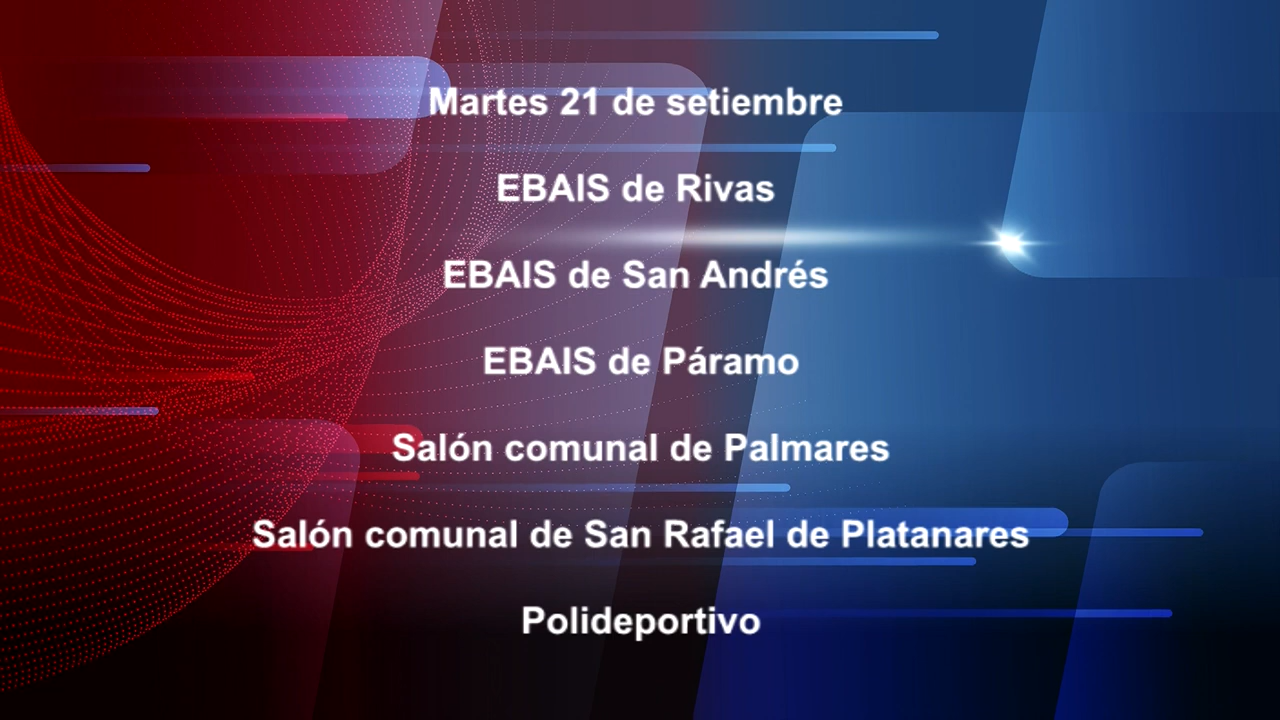 Martes 21 de setiembre
EBAIS de Rivas
EBAIS de San Andrés
EBAIS de Páramo
Salón comunal de Palmares
Salón comunal de San Rafael de Platanares
Polideportivo